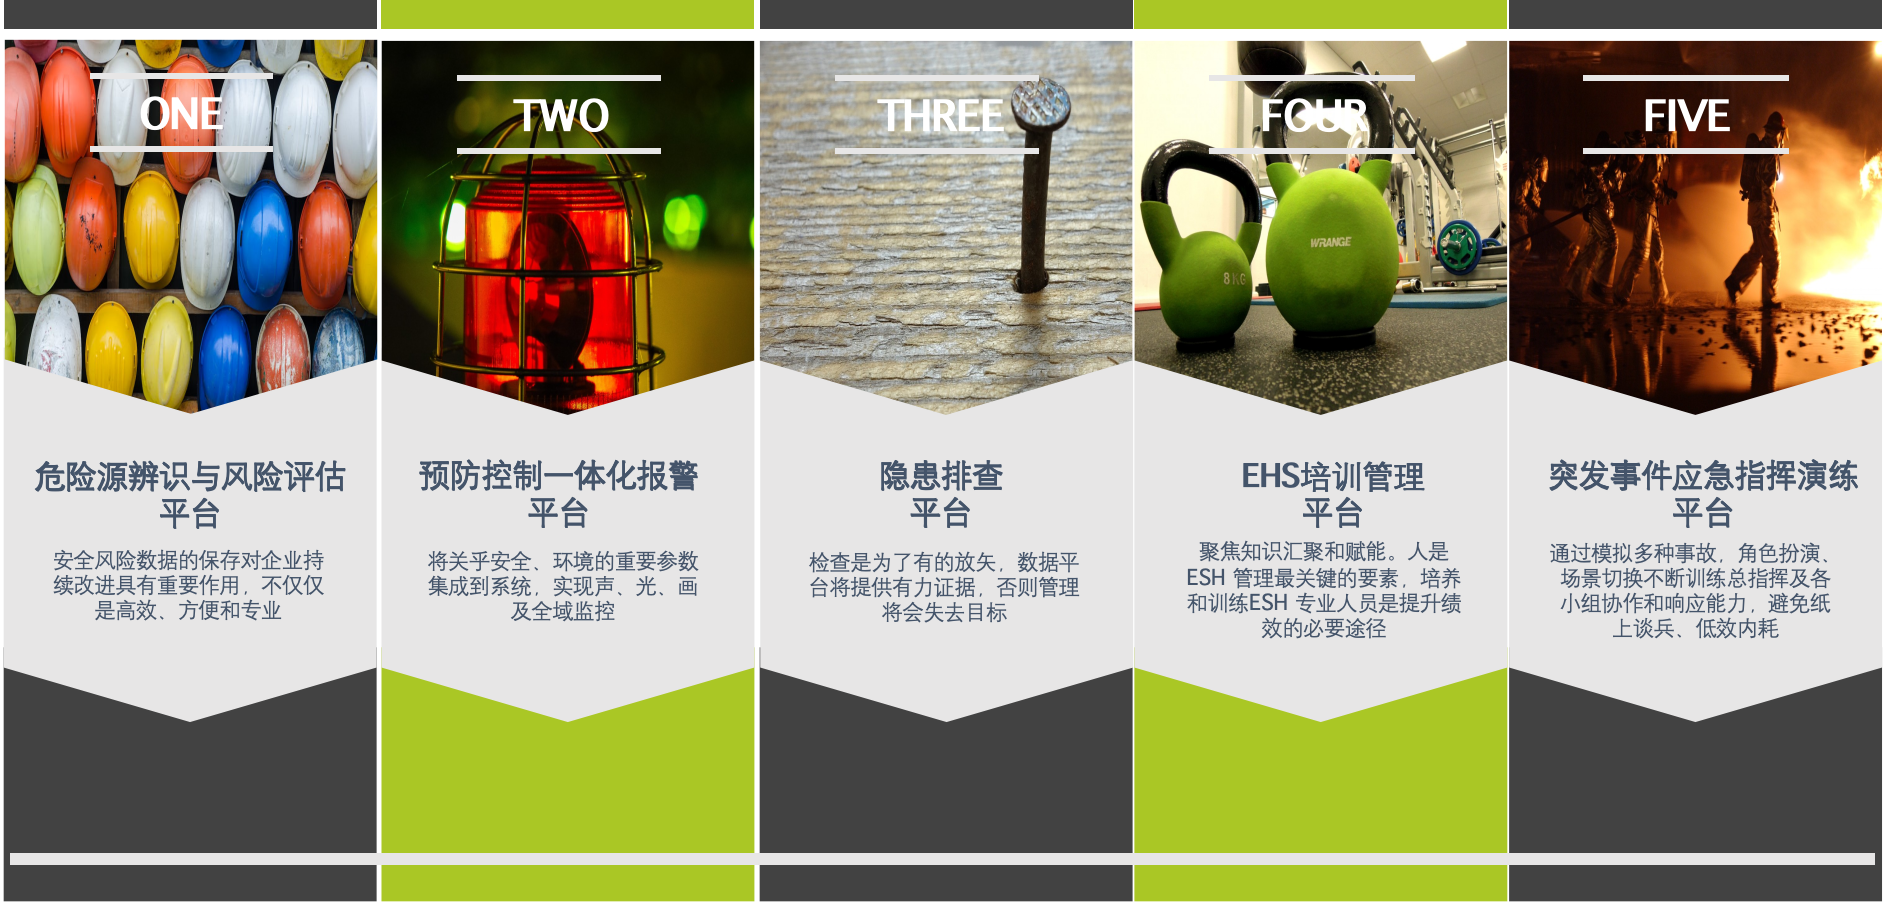 ONE
危险源辨识与风险评估
平台
安全风险数据的保存对企业持
续改进具有重要作用，不仅仅
是高效、方便和专业
TWO
预防控制一体化报警
平台
将关乎安全、环境的重要参数
集成到系统，实现声、光、画
及全域监控
THREE
隐患排查
平台
检查是为了有的放矢，数据平
台将提供有力证据，否则管理
将会失去目标
FOUR
WRANGE
8KG
EHS培训管理
平台
聚焦知识汇聚和赋能。人是
ESH 管理最关键的要素，培养
和训练ESH 专业人员是提升绩
效的必要途径
FIVE
突发事件应急指挥演练
平台
通过模拟多种事故，角色扮演、
场景切换不断训练总指挥及各
小组协作和响应能力，避免纸
上谈兵、低效内耗